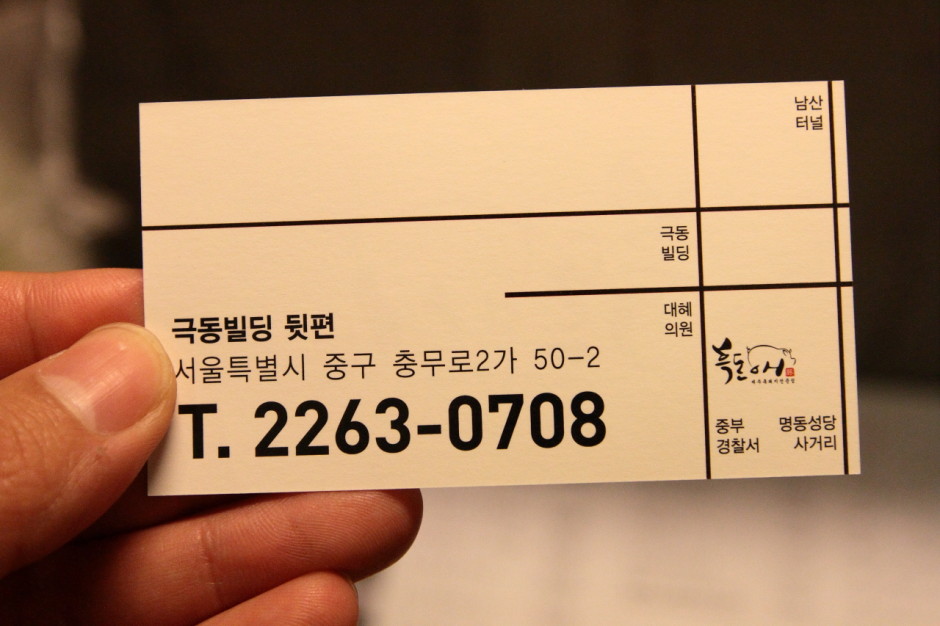 남산
터널
극동
빌딩
대혜
의원
극동빌딩 뒷편
서울특별시 중구 충무로2가 50-2
T. 2263-0708
흑돈애
중부
경찰서
명동성당
사거리